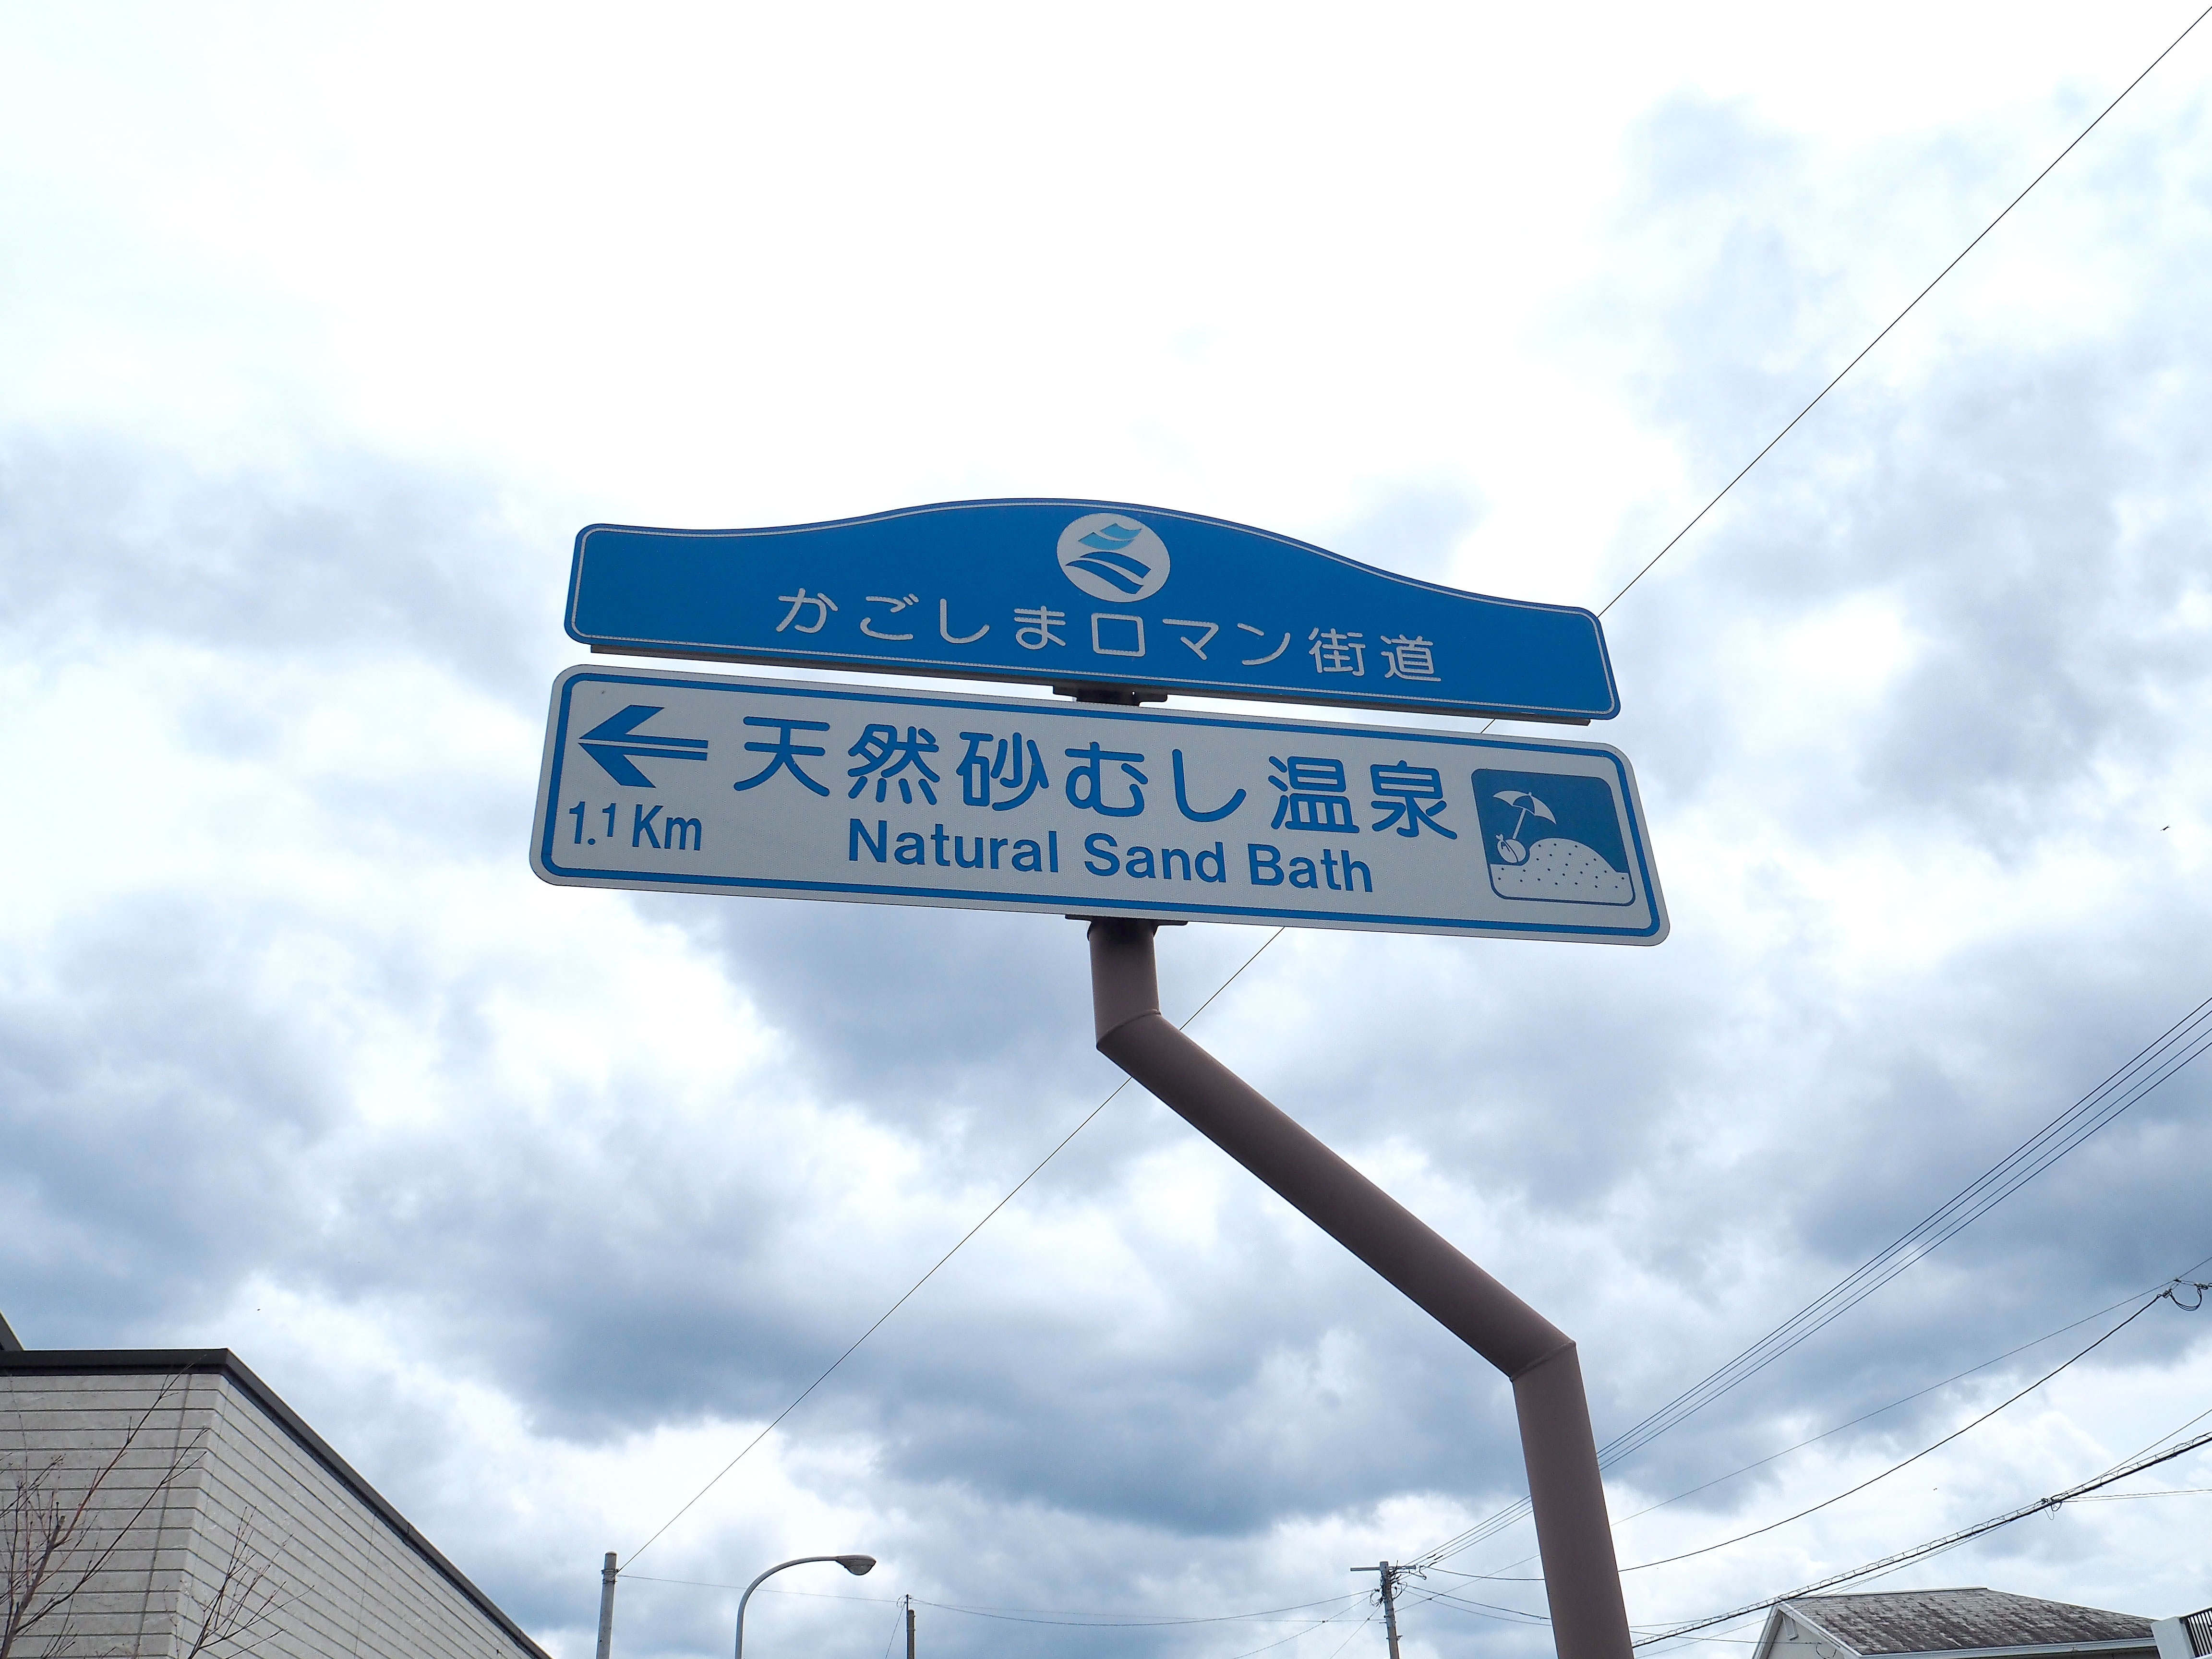 かごしまロマン街道
天然砂むし温泉
1.1 Km
Natural Sand Bath